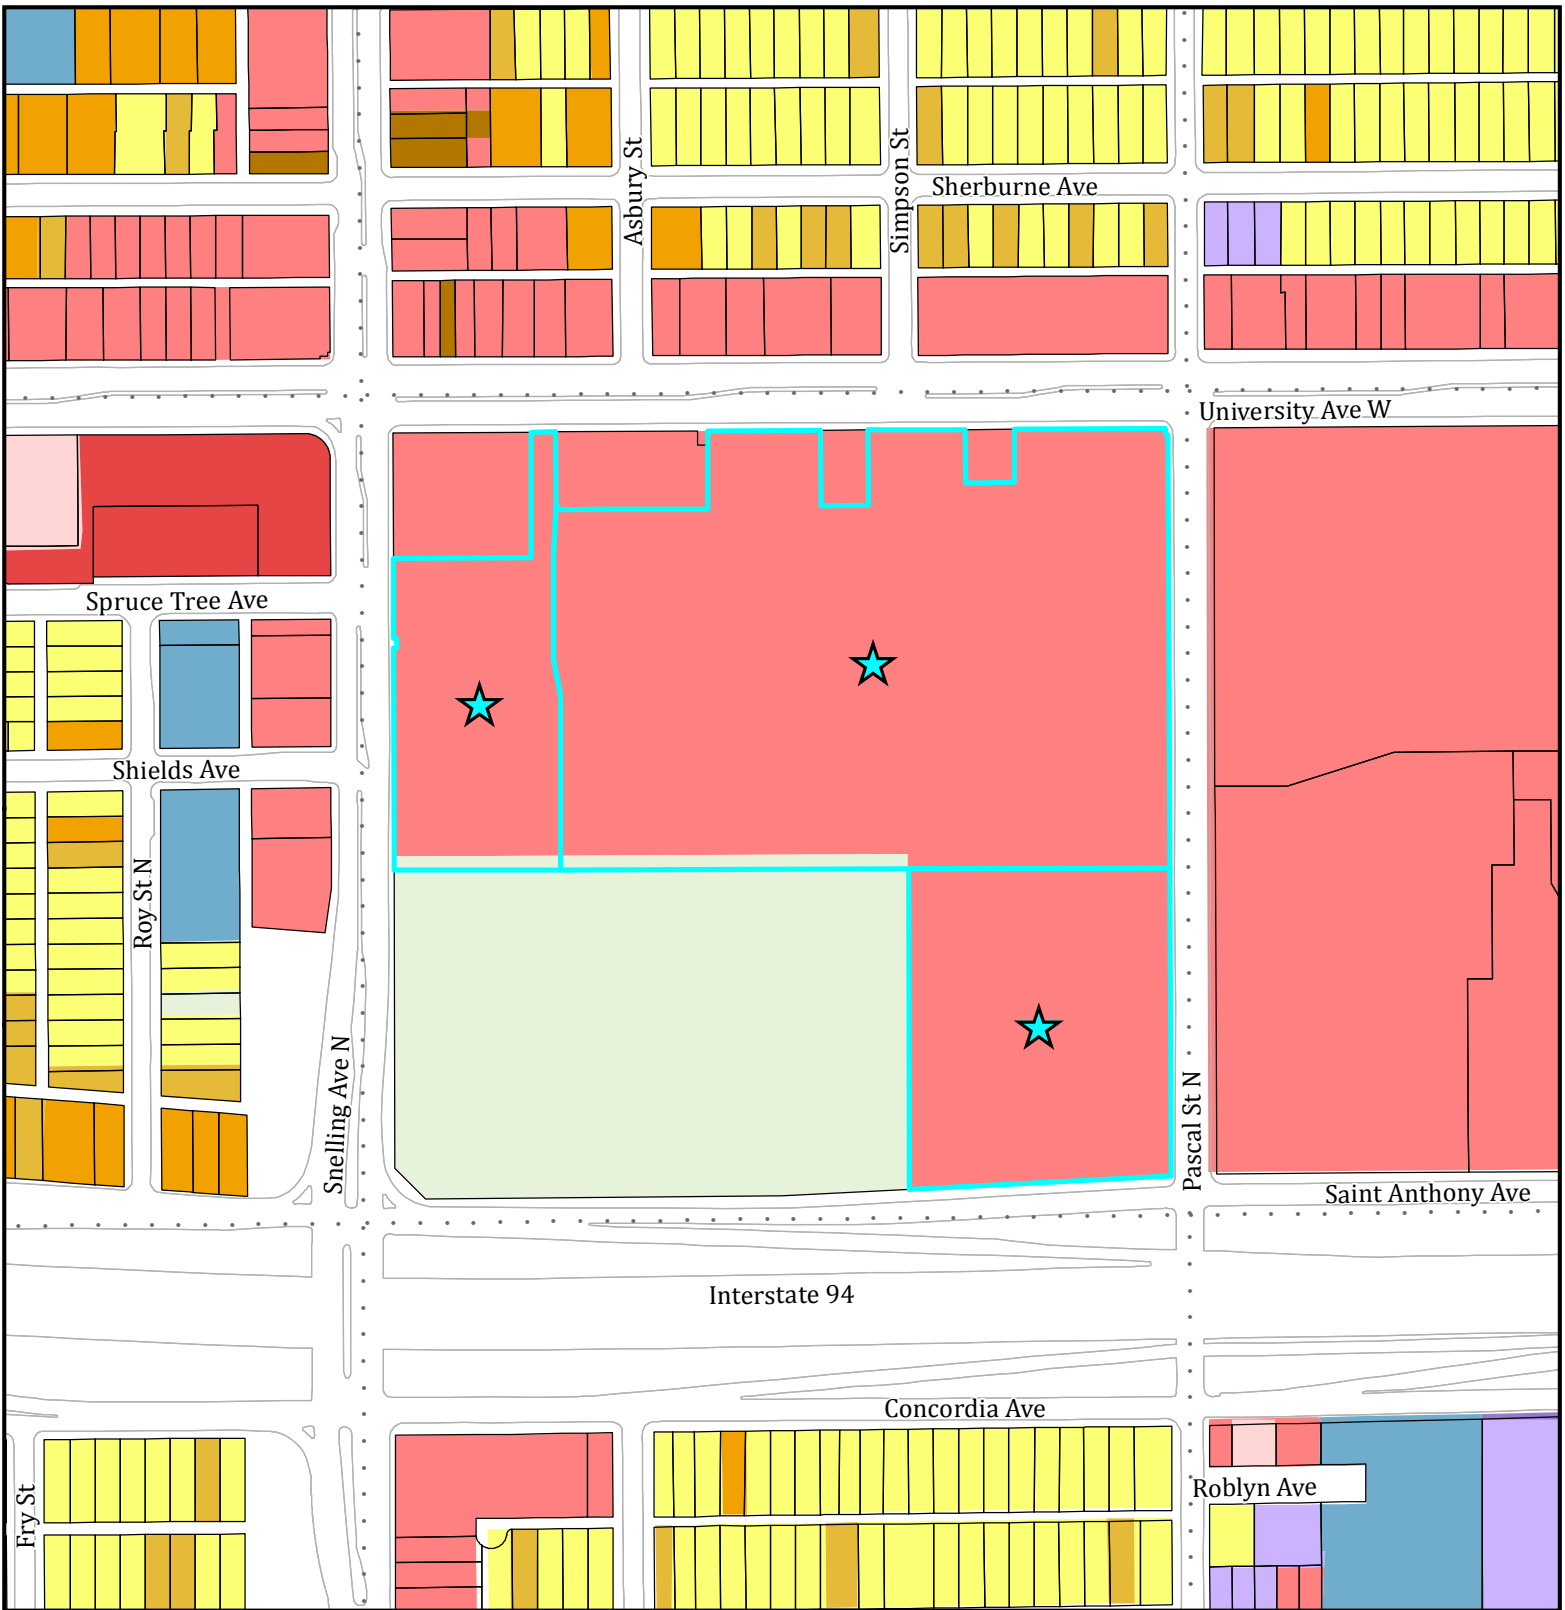 Asbury St
Simpson St
Sherburne Ave
University Ave W
Spruce Tree Ave
Shields Ave
Roy St N
Snelling Ave N
Pascal St N
Saint Anthony Ave
Interstate 94
Concordia Ave
Fry St
Roblyn Ave